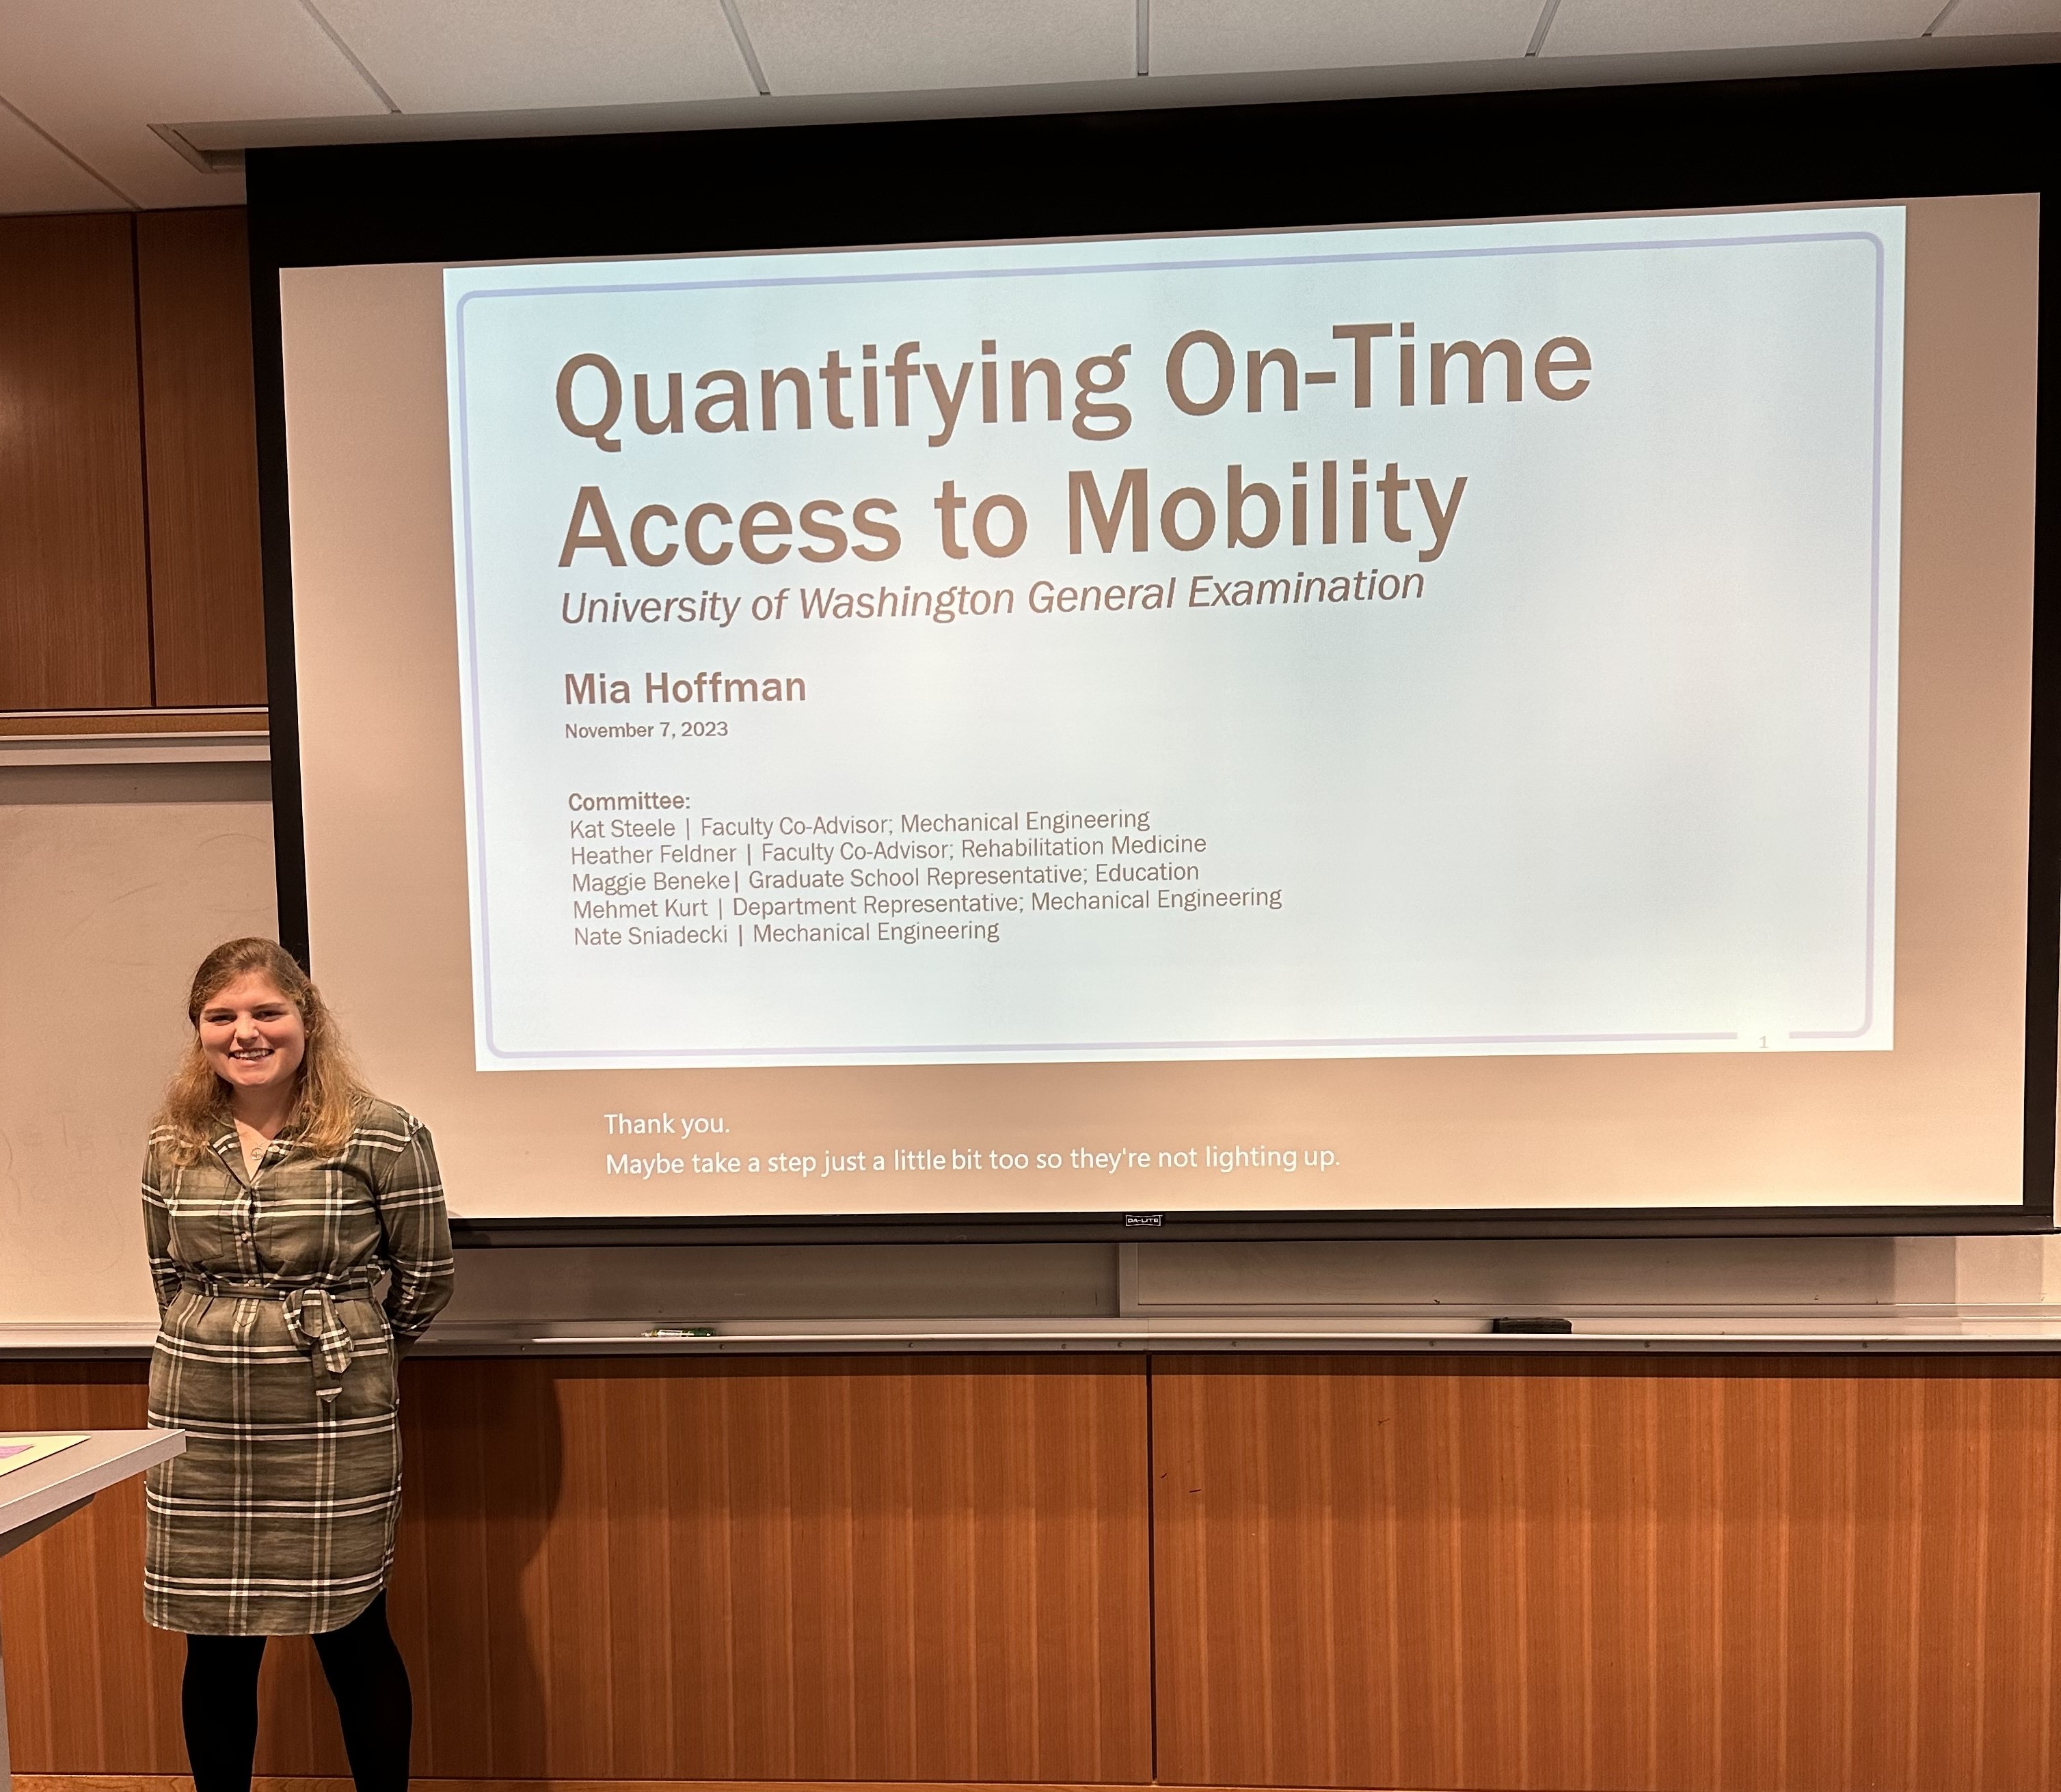 Quantifying On-Time
Access to Mobility
University of Washington General Examination
Mia Hoffman
November 7, 2023
Committee:
Kat Steele | Faculty Co-Advisor; Mechanical Engineering
Heather Feldner | Faculty Co-Advisor; Rehabilitation Medicine
Maggie Beneke| Graduate School Representative; Education
Mehmet Kurt | Department Representative; Mechanical Engineering
Nate Sniadecki | Mechanical Engineering
1
Thank you.
Maybe take a step just a little bit too so they're not lighting up.
DA-LITE